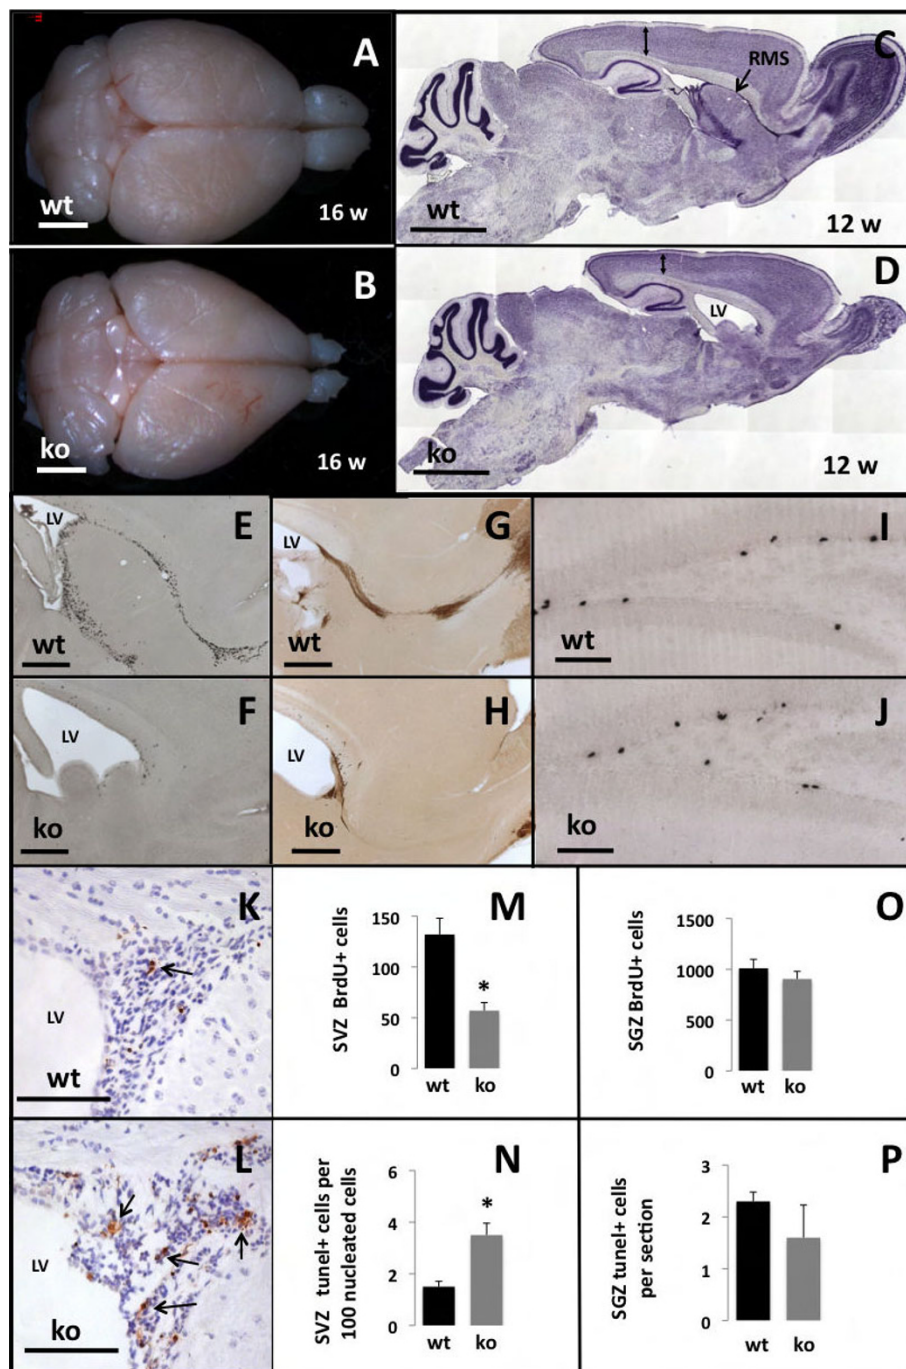 A
wt
16 w
C
RMS
wt
12 w
B
ko
16 w
D
LV
ko
12 w
E
LV
wt
G
LV
wt
I
wt
F
LV
ko
H
LV
ko
J
ko
K
LV
wt
M
SVZ BrdU+ cells
150
100
50
0
*
wt ko
O
SGZ BrdU+ cells
1500
1000
500
0
wt ko
L
LV
ko
N
SVZ tunel+ cells per
100 nucleated cells
6
4
2
0
*
wt ko
P
SGZ tunel+ cells
per section
3
2
1
0
wt ko